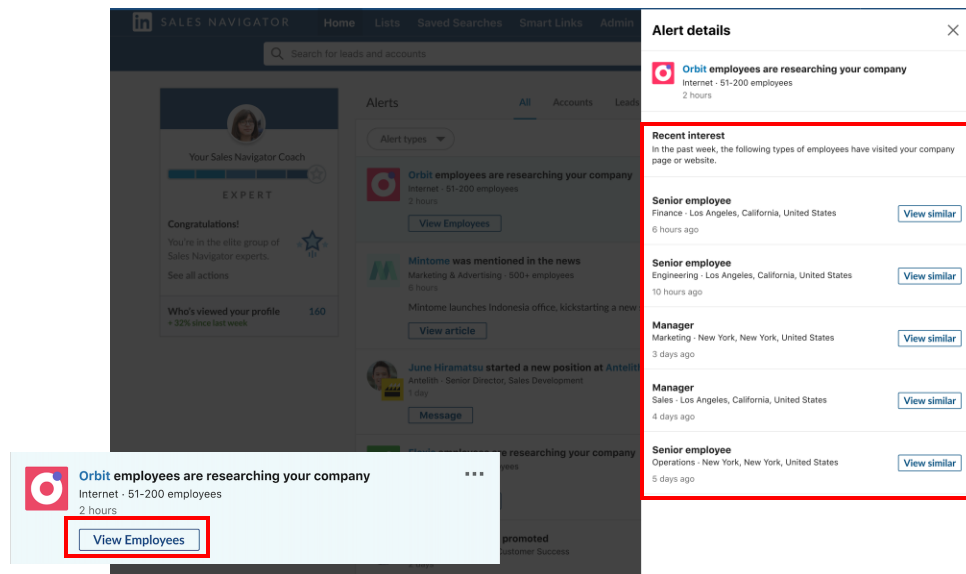 in SALES NAVIGATOR Home Lists Saved Searches Smart Links Admin
Search for leads and accounts
Your Sales Navigator Coach
EXPERT
Congratulations!
You're in the elite group of
Sales Navigator experts.
See all actions
Who's viewed your profile 160
+ 32% since last week
Alerts All Accounts Leads
Alert types
Orbit employees are researching your company
Internet · 51-200 employees
2 hours
View Employees
Mintome was mentioned in the news
Marketing & Advertising · 500+ employees
6 hours
Mintome launches Indonesia office, kickstarting a new
View article
June Hiramatsu started a new position at Antelith
Antelith · Senior Director, Sales Development
1 day
Message
employees are researching your company
promoted
Customer Success
Alert details
Orbit employees are researching your company
Internet · 51-200 employees
2 hours
Recent interest
In the past week, the following types of employees have visited your company
page or website.
Senior employee
Finance · Los Angeles, California, United States
6 hours ago
View similar
Senior employee
Engineering · Los Angeles, California, United States
10 hours ago
View similar
Manager
Marketing · New York, New York, United States
3 days ago
View similar
Manager
Sales · Los Angeles, California, United States
4 days ago
View similar
Senior employee
Operations · New York, New York, United States
5 days ago
View similar
Orbit employees are researching your company
Internet · 51-200 employees
2 hours
View Employees